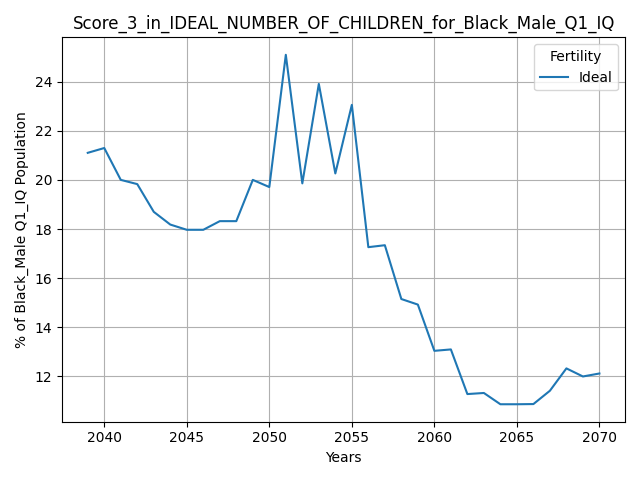 Score_3_in_IDEAL_NUMBER_OF_CHILDREN_for_Black_Male_Q1_IQ
Fertility
Ideal
% of Black_Male Q1_IQ Population
24
22
20
18
16
14
12
2040
2045
2050
2055
2060
2065
2070
Years